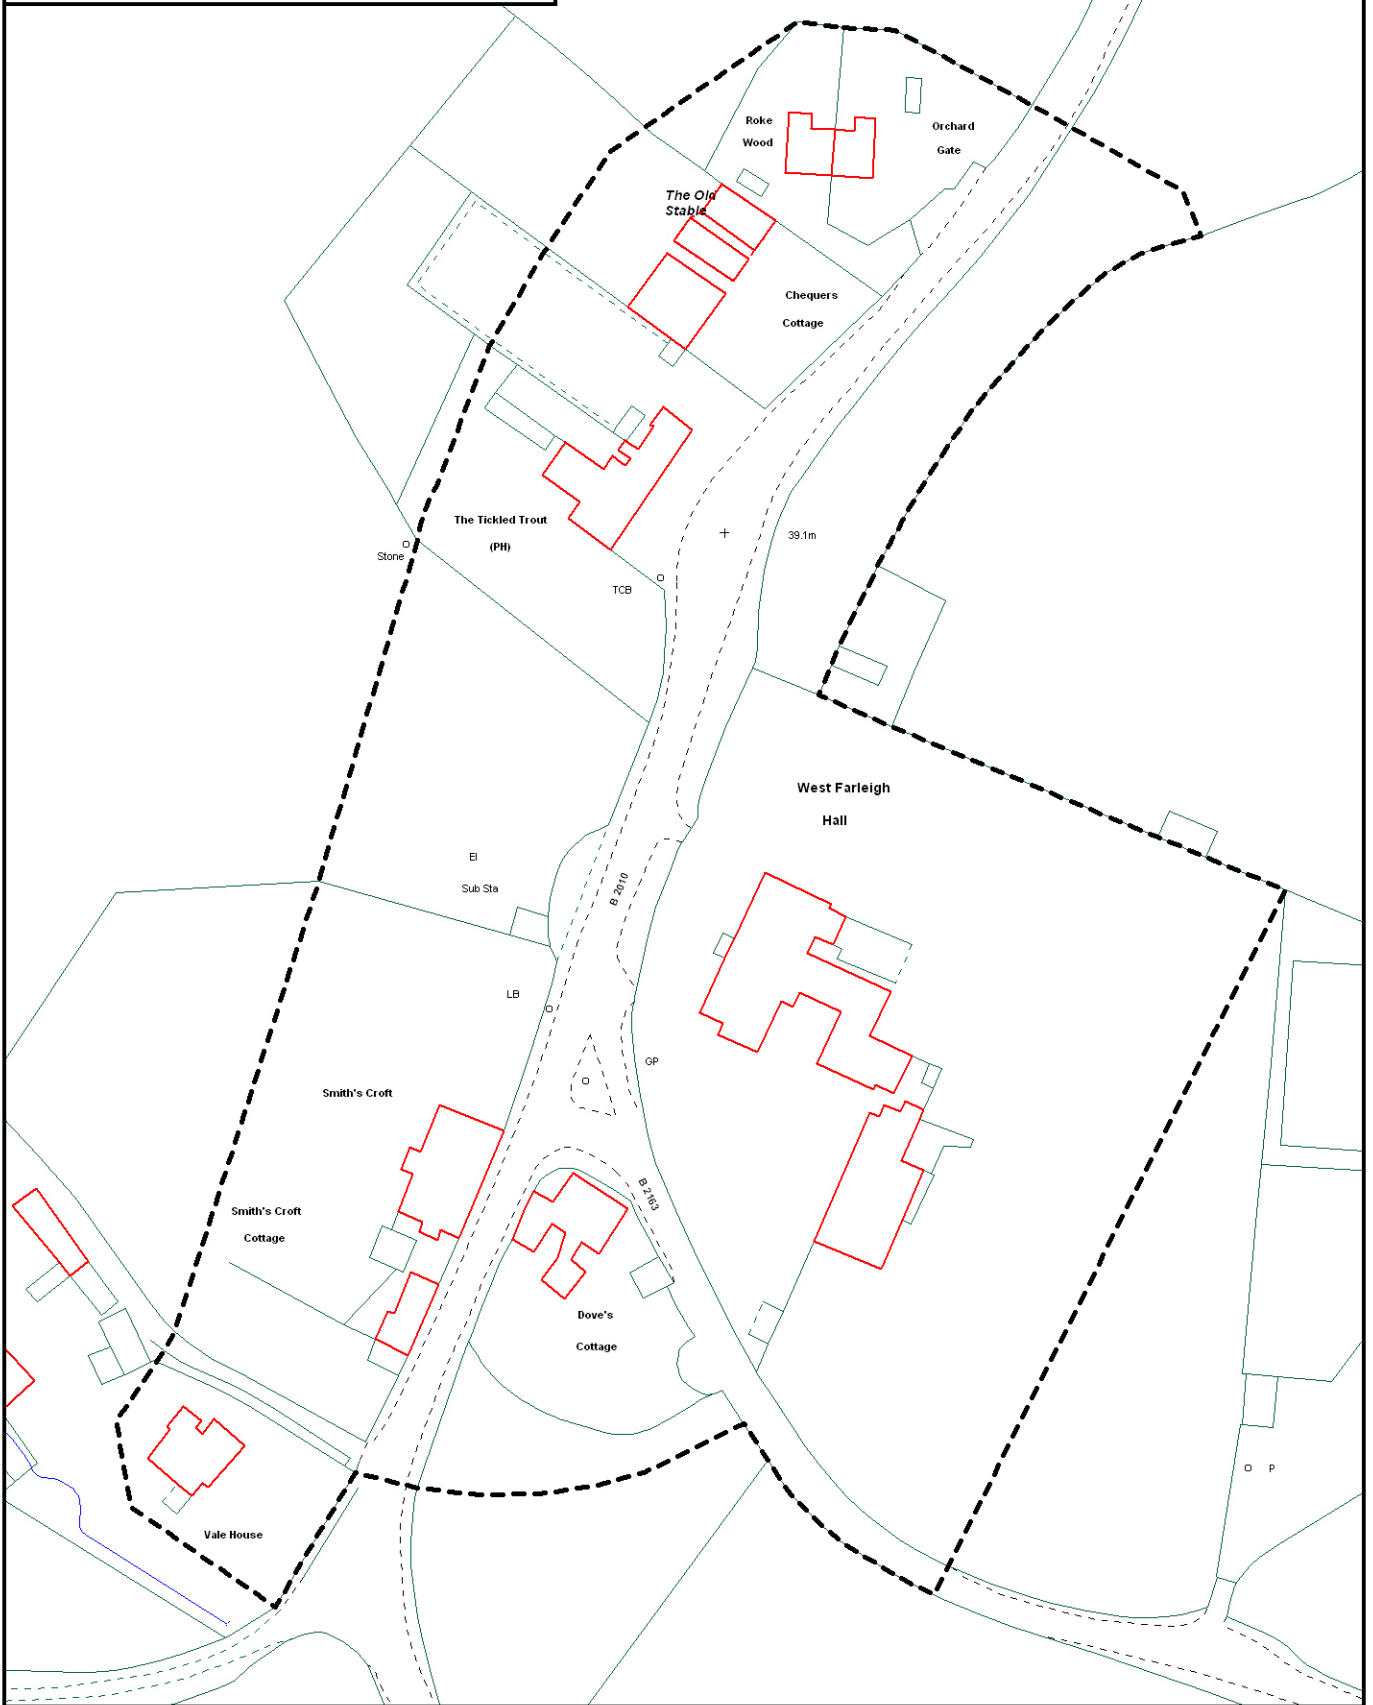 Roke
Wood
Orchard
Gate
The Old
Stable
Chequers
Cottage
The Tickled Trout
(PH)
39.1m
Stone
TCB
West Farleigh
Hall
El
Sub Sta
B 2010
LB
GP
Smith's Croft
B 2163
Smith's Croft
Cottage
Dove's
Cottage
P
Vale House